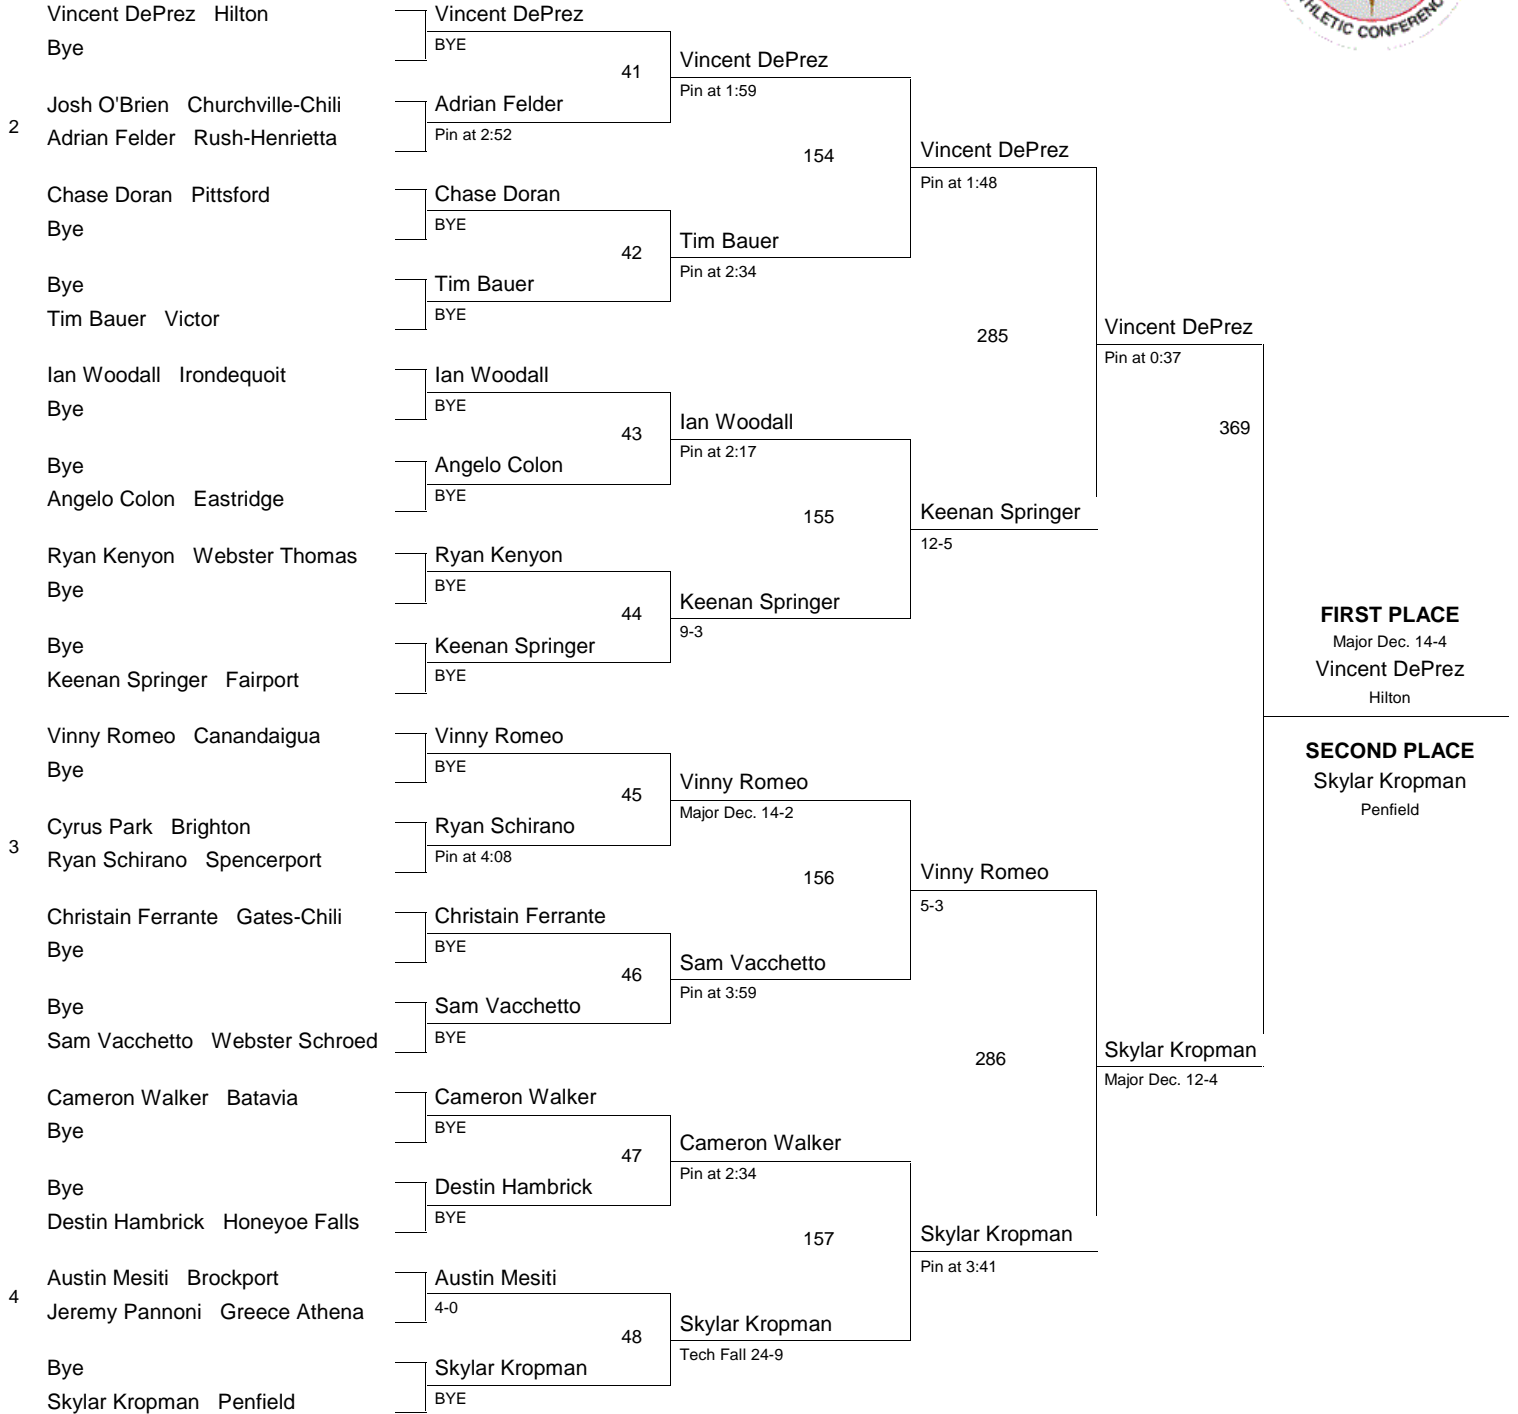 THLETIC CONFERENC
Vincent DePrez Hilton
Bye
2
Josh O'Brien Churchville-Chili
Adrian Felder Rush-Henrietta
Chase Doran Pittsford
Bye
Bye
Tim Bauer Victor
Ian Woodall Irondequoit
Bye
Bye
Angelo Colon Eastridge
Ryan Kenyon Webster Thomas
Bye
Bye
Keenan Springer Fairport
Vinny Romeo Canandaigua
Bye
3
Cyrus Park Brighton
Ryan Schirano Spencerport
Christain Ferrante Gates-Chili
Bye
Bye
Sam Vacchetto Webster Schroed
Cameron Walker Batavia
Bye
Bye
Destin Hambrick Honeyoe Falls
4
Austin Mesiti Brockport
Jeremy Pannoni Greece Athena
Bye
Skylar Kropman Penfield
Vincent DePrez
BYE
41
Adrian Felder
Pin at 2:52
Chase Doran
BYE
42
Tim Bauer
BYE
Ian Woodall
BYE
43
Angelo Colon
BYE
Ryan Kenyon
BYE
44
Keenan Springer
BYE
Vinny Romeo
BYE
45
Ryan Schirano
Pin at 4:08
Christain Ferrante
BYE
46
Sam Vacchetto
BYE
Cameron Walker
BYE
47
Destin Hambrick
BYE
Austin Mesiti
4-0
48
Skylar Kropman
BYE
Vincent DePrez
Pin at 1:59
154
Tim Bauer
Pin at 2:34
Ian Woodall
Pin at 2:17
155
Keenan Springer
9-3
Vinny Romeo
Major Dec. 14-2
156
Sam Vacchetto
Pin at 3:59
Cameron Walker
Pin at 2:34
157
Skylar Kropman
Tech Fall 24-9
Vincent DePrez
Pin at 1:48
285
Keenan Springer
12-5
Vinny Romeo
5-3
286
Skylar Kropman
Pin at 3:41
Vincent DePrez
Pin at 0:37
369
Skylar Kropman
Major Dec. 12-4
FIRST PLACE
Major Dec. 14-4
Vincent DePrez
Hilton
SECOND PLACE
Skylar Kropman
Penfield